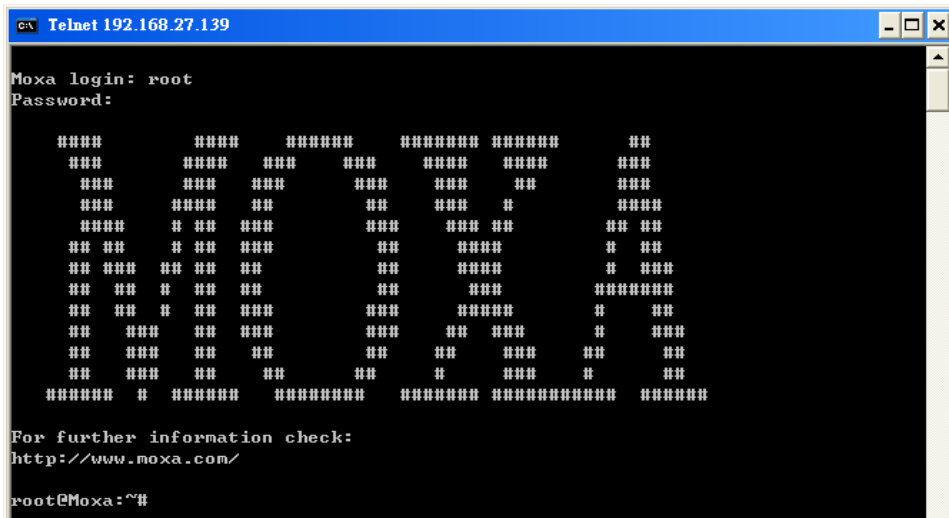 Telnet 192.168.27.139
Moxa login: root
Password:
MOXA
For further information check:
http://www.moxa.com/
root@Moxa:~#